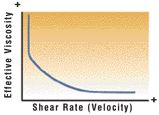 +
Effective Viscosity
+
Shear Rate (Velocity)